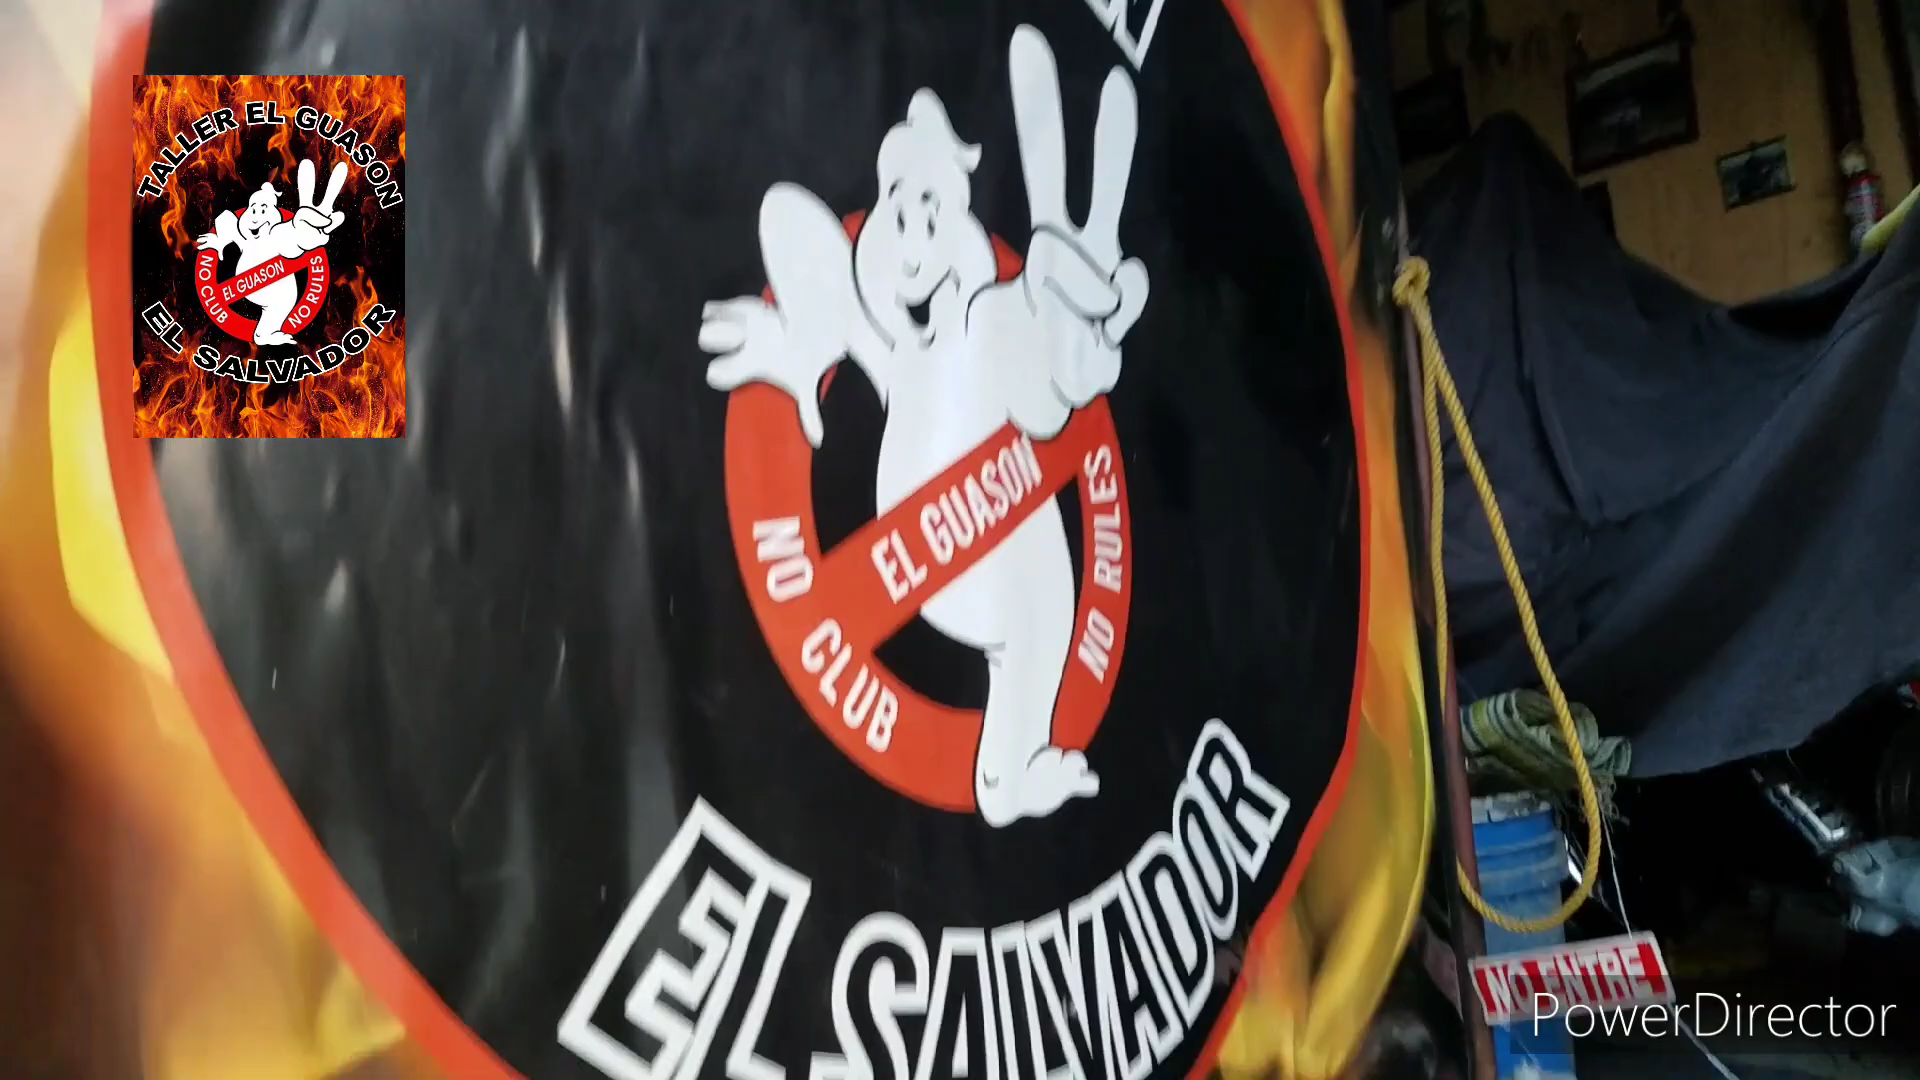 TALLER EL GUASON
EL GUASON
NO CLUB
NO RULES
EL SALVADOR
EL GUASON
NO CLUB
NO RULES
EL SALVADOR
NO ENTRE
PowerDirector